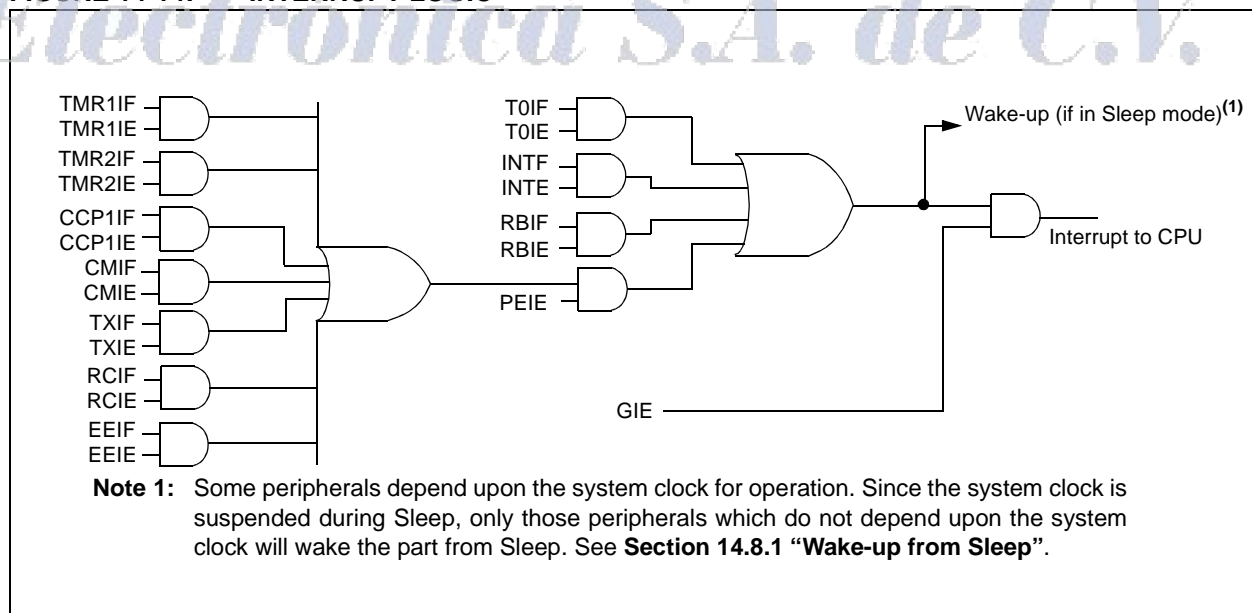 Electrónica S.A. de C.V.
TMR1IF
TMR1IE
TMR2IF
TMR2IE
CCP1IF
CCP1IE
CMIF
CMIE
TXIF
TXIE
RCIF
RCIE
EEIF
EEIE
T0IF
T0IE
INTF
INTE
RBIF
RBIE
PEIE
GIE
Wake-up (if in Sleep mode)(1)
Interrupt to CPU
Note 1: Some peripherals depend upon the system clock for operation. Since the system clock is
suspended during Sleep, only those peripherals which do not depend upon the system
clock will wake the part from Sleep. See Section 14.8.1 “Wake-up from Sleep”.